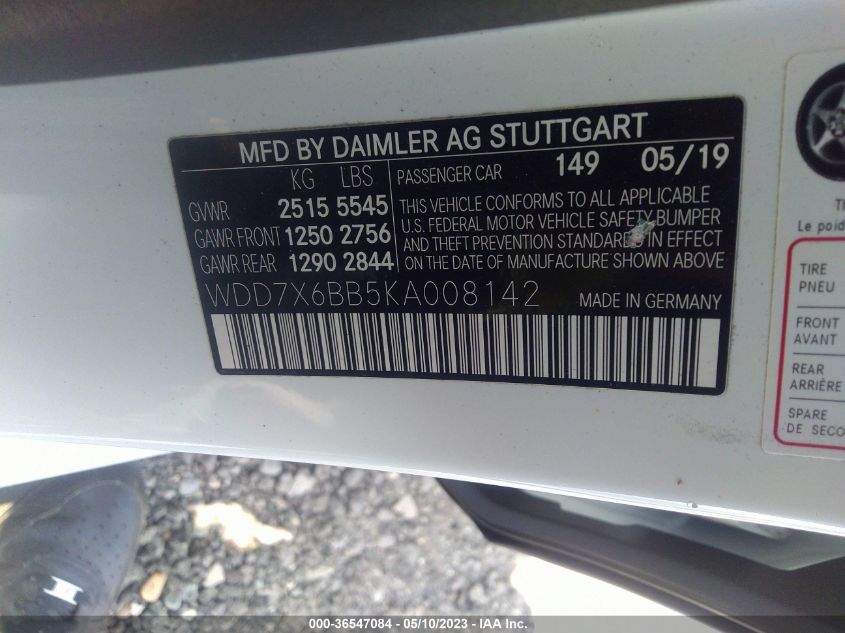 MFD BY DAIMLER AG STUTTGART
KG LBS PASSENGER CAR 149 05/19
GVWR 2515 5545
GAWR FRONT 1250 2756
GAWR REAR 1290 2844
THIS VEHICLE CONFORMS TO ALL APPLICABLE
U.S. FEDERAL MOTOR VEHICLE SAFETY, BUMPER
AND THEFT PREVENTION STANDARDS IN EFFECT
ON THE DATE OF MANUFACTURE SHOWN ABOVE
WDD7X6BB5KA008142 MADE IN GERMANY
Le poid
TIRE
PNEU
FRONT
AVANT
REAR
ARRIÈRE
SPARE
DE SECO
000-36547084 - 05/10/2023 - IAA Inc.